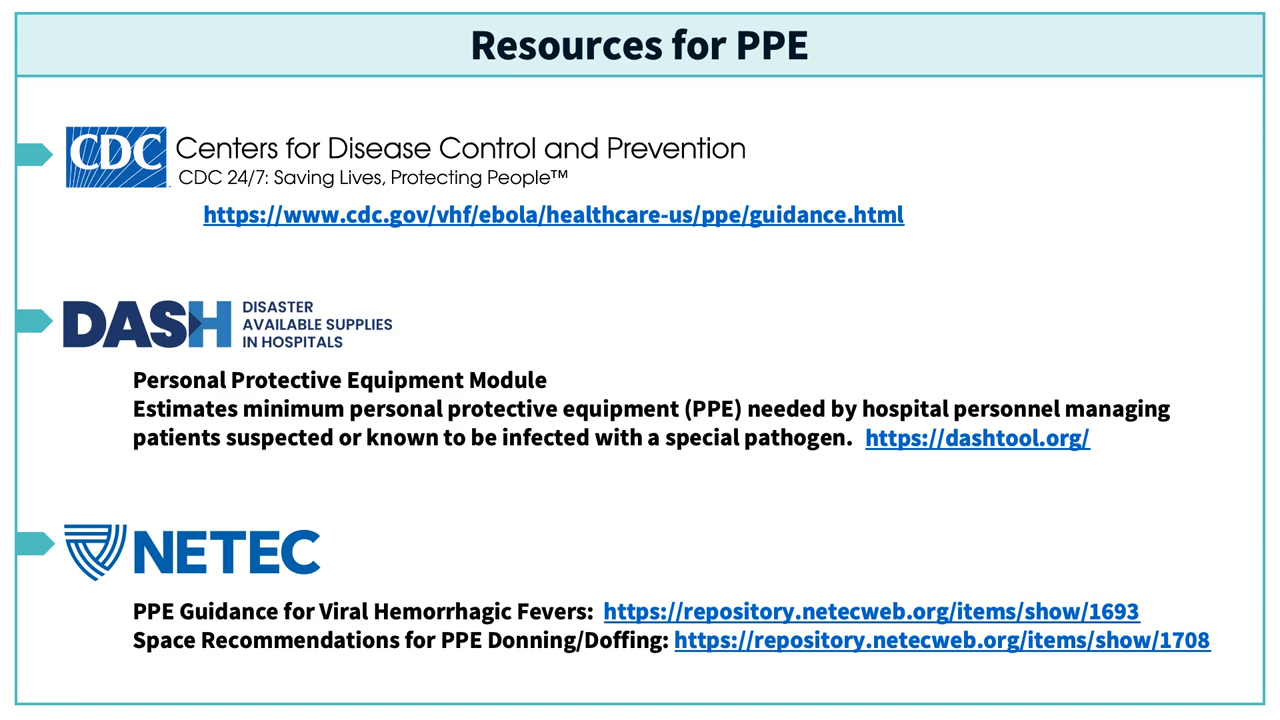 Resources for PPE
CDC
Centers for Disease Control and Prevention
CDC 24/7: Saving Lives, Protecting People™
https://www.cdc.gov/vhf/ebola/healthcare-us/ppe/guidance.html
DASH
DISASTER
AVAILABLE SUPPLIES
IN HOSPITALS
Personal Protective Equipment Module
Estimates minimum personal protective equipment (PPE) needed by hospital personnel managing
patients suspected or known to be infected with a special pathogen. https://dashtool.org/
NETEC
PPE Guidance for Viral Hemorrhagic Fevers: https://repository.netecweb.org/items/show/1693
Space Recommendations for PPE Donning/Doffing: https://repository.netecweb.org/items/show/1708